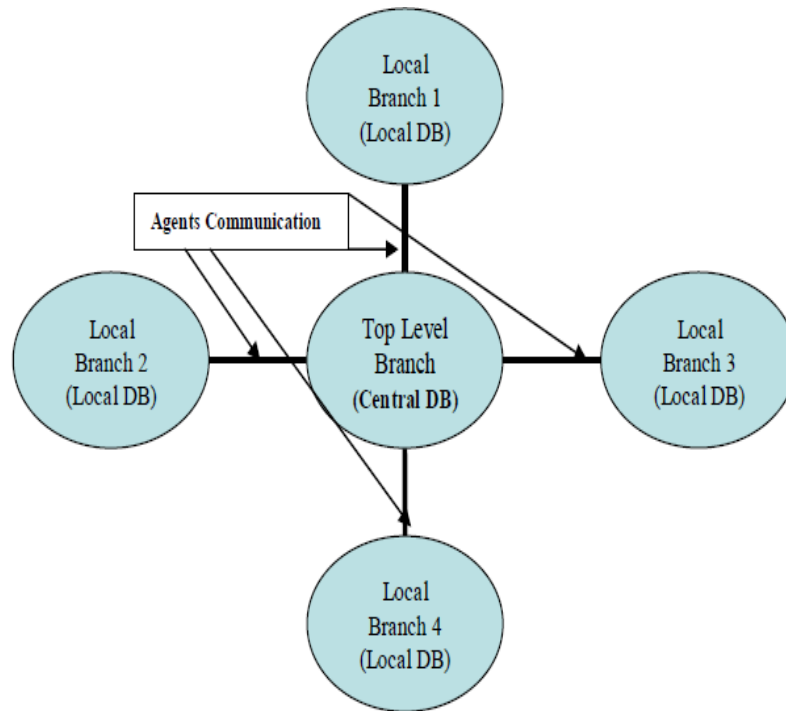 Local
Branch 1
(Local DB)
Agents Communication
Local
Branch 2
(Local DB)
Top Level
Branch
(Central DB)
Local
Branch 3
(Local DB)
Local
Branch 4
(Local DB)